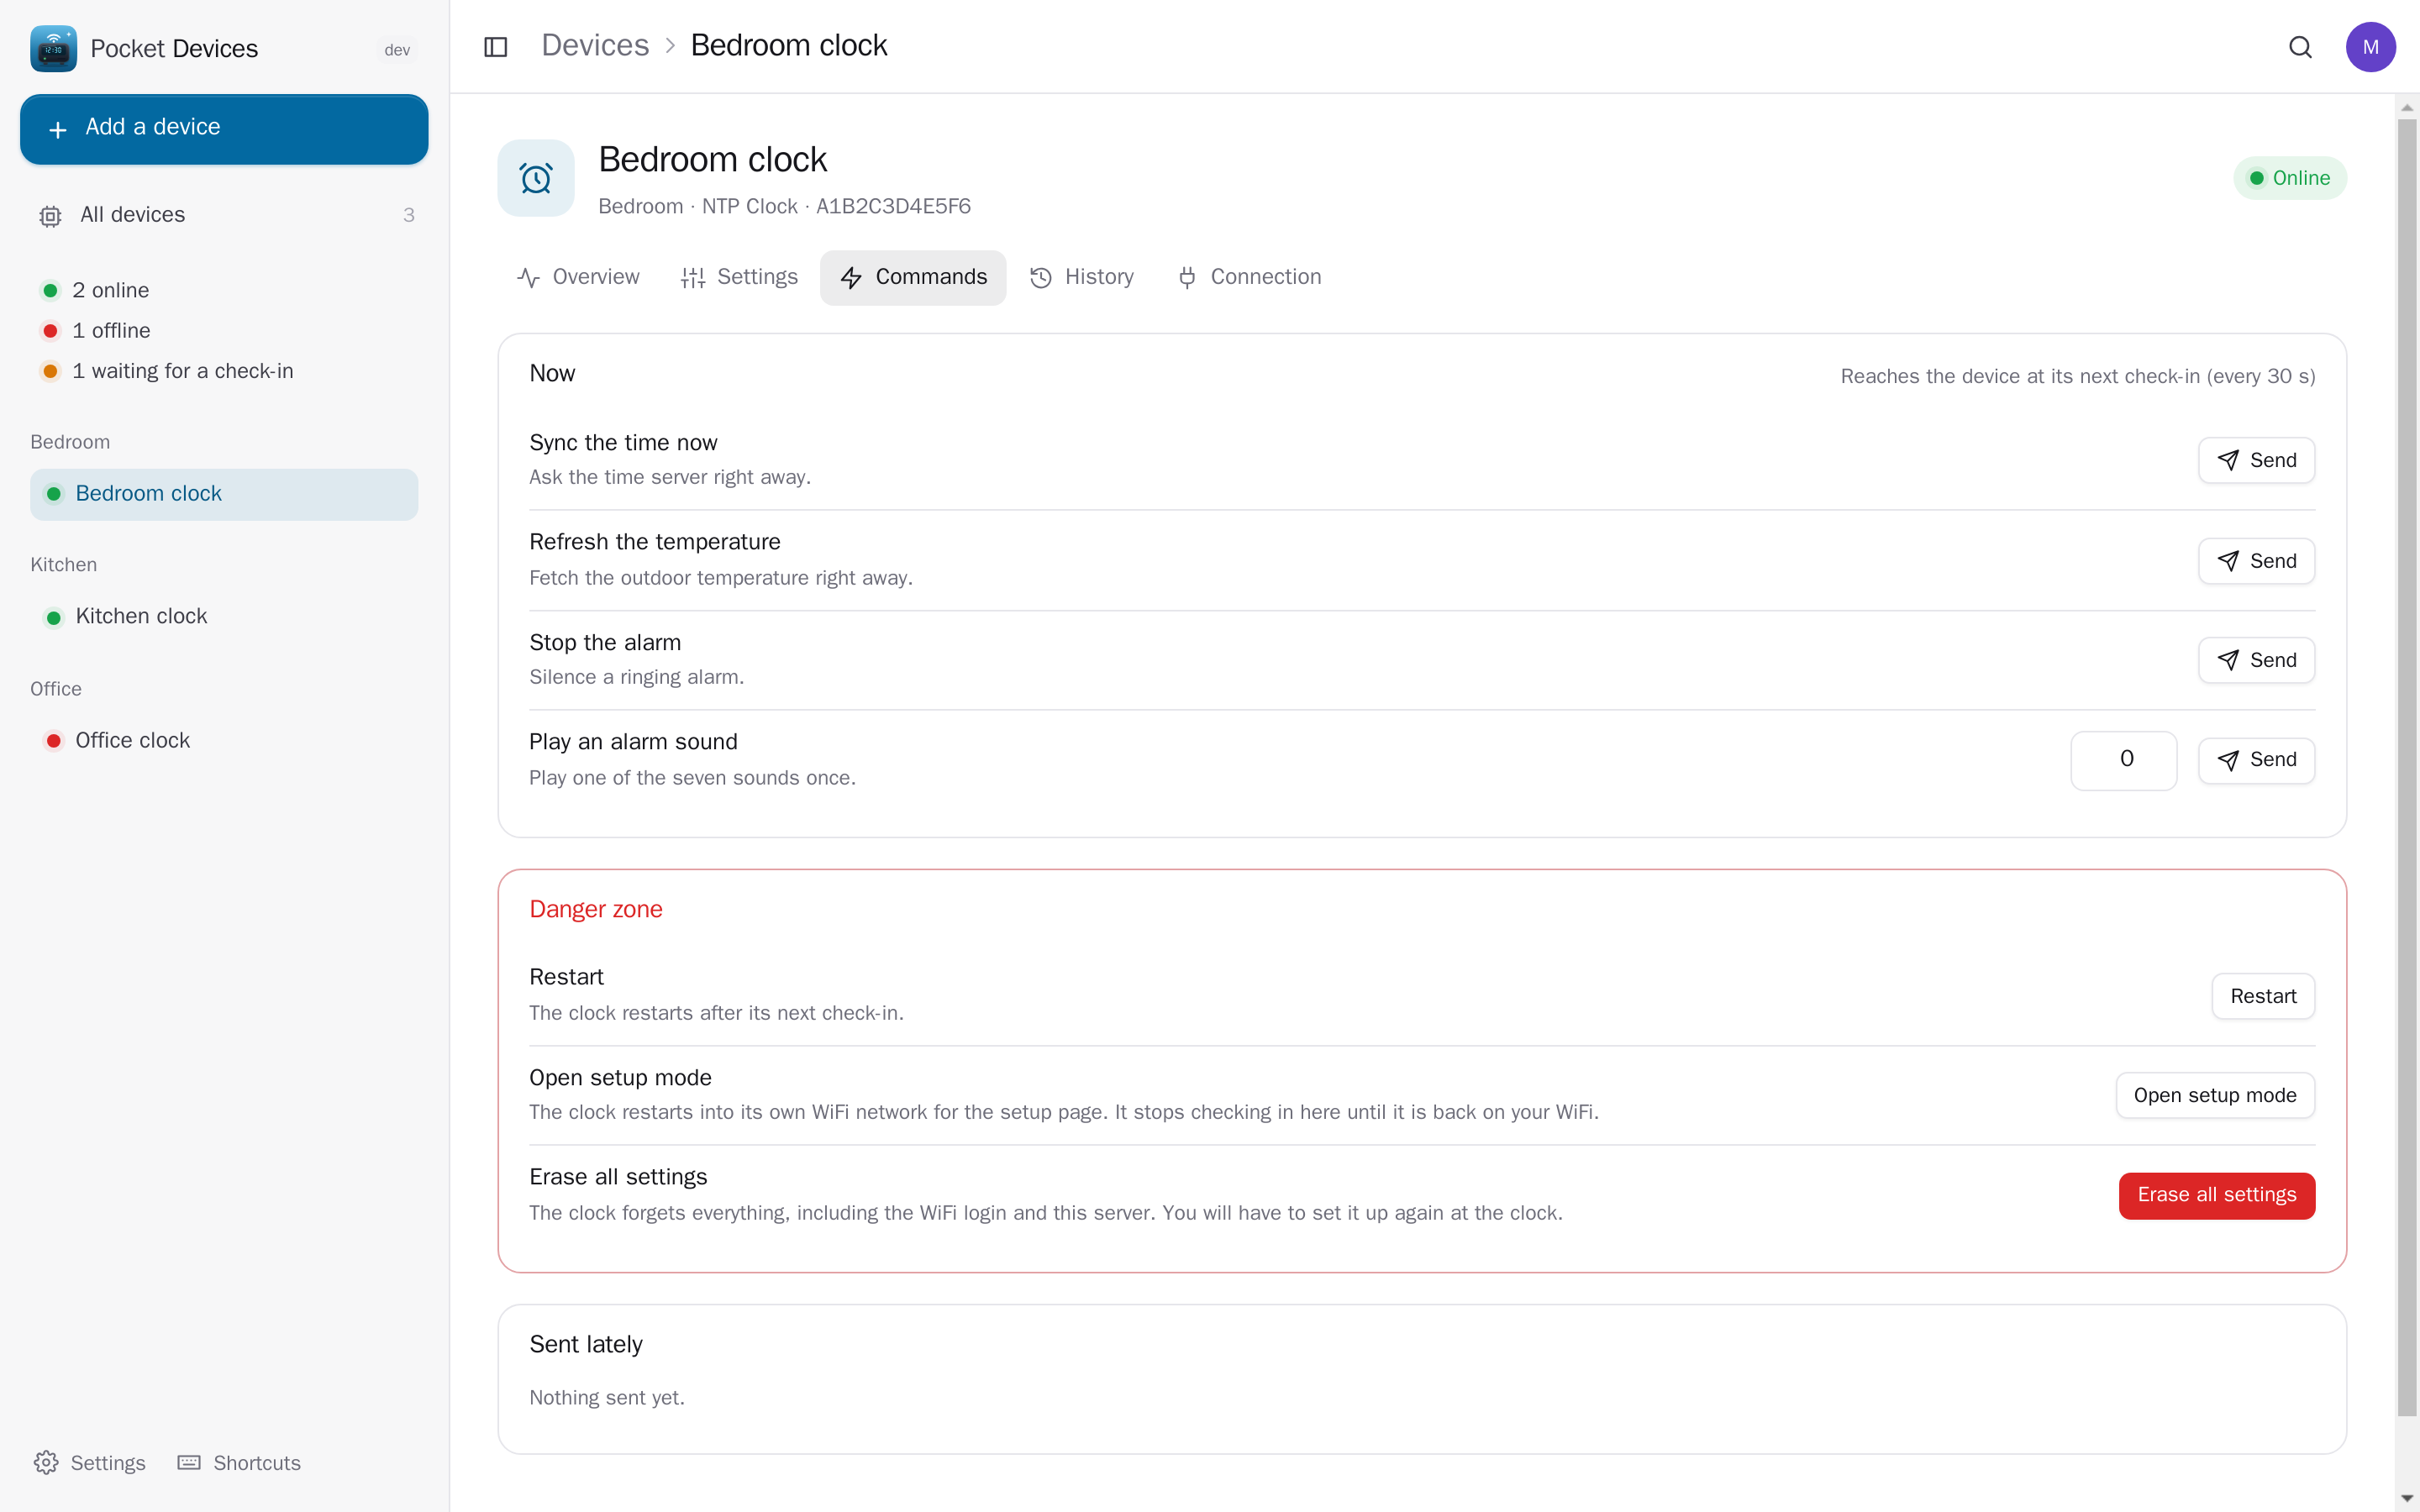 Pocket Devices
dev
Add a device
All devices
3
2 online
1 offline
1 waiting for a check-in
Bedroom
Bedroom clock
Kitchen
Kitchen clock
Office
Office clock
Settings
Shortcuts
Devices
Bedroom clock
M
Bedroom clock
Bedroom · NTP Clock · A1B2C3D4E5F6
Online
Overview
Settings
Commands
History
Connection
Now
Reaches the device at its next check-in (every 30 s)
Sync the time now
Ask the time server right away.
Send
Refresh the temperature
Fetch the outdoor temperature right away.
Send
Stop the alarm
Silence a ringing alarm.
Send
Play an alarm sound
Play one of the seven sounds once.
0
Send
Danger zone
Restart
The clock restarts after its next check-in.
Restart
Open setup mode
The clock restarts into its own WiFi network for the setup page. It stops checking in here until it is back on your WiFi.
Open setup mode
Erase all settings
The clock forgets everything, including the WiFi login and this server. You will have to set it up again at the clock.
Erase all settings
Sent lately
Nothing sent yet.